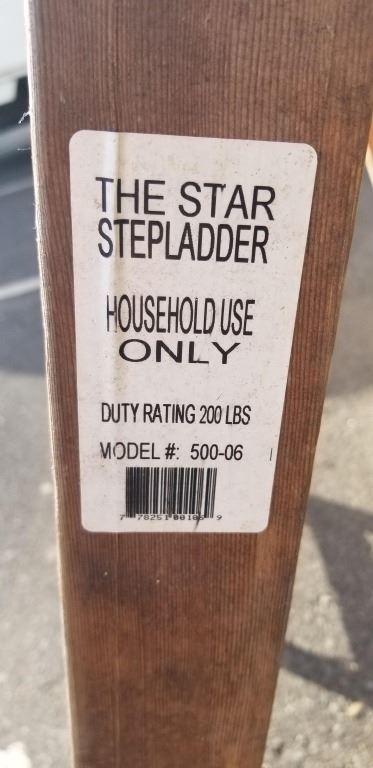 THE STAR
STEPLADDER
HOUSEHOLD USE
ONLY
DUTY RATING 200 LBS
MODEL #: 500-06